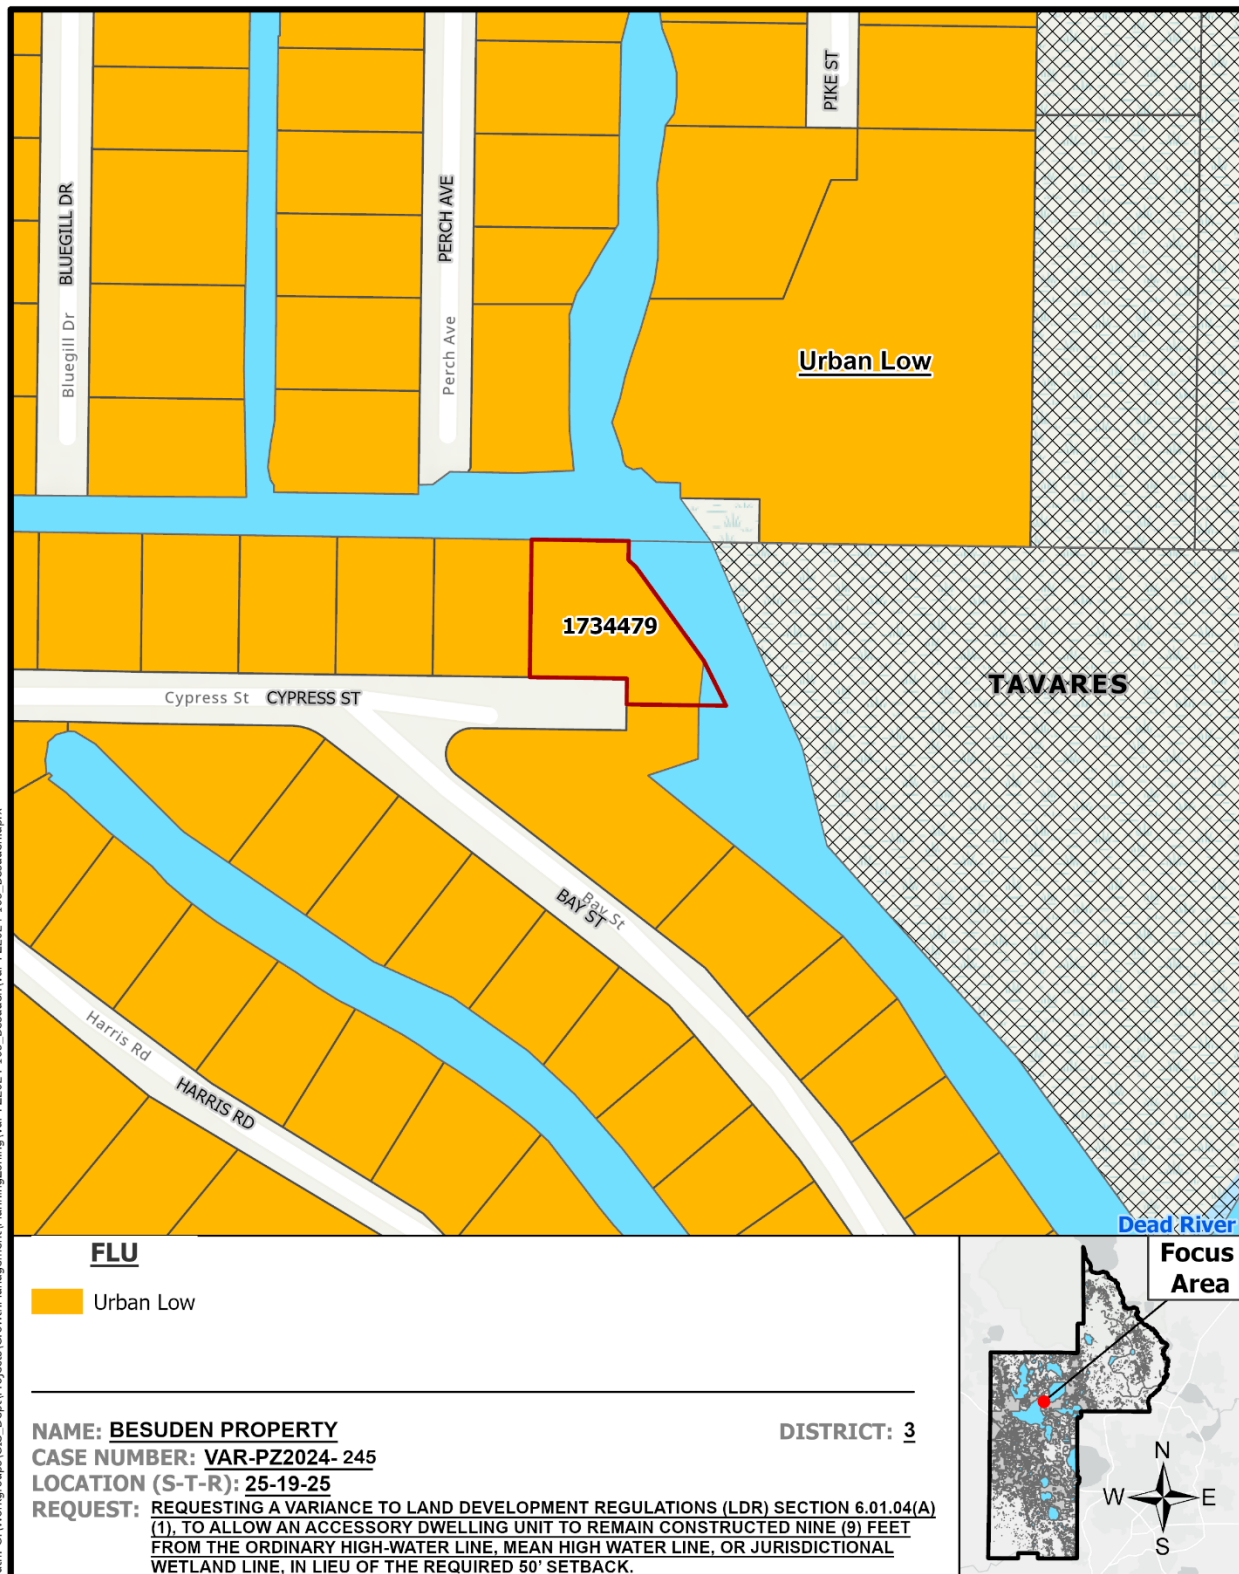 PIKE ST
BLUEGILL DR
Bluegill Dr
PERCH AVE
Perch Ave
Urban Low
1734479
TAVARES
Cypress St CYPRESS ST
Bay St
BAY ST
Harris Rd
HARRIS RD
Dead River
FLU
Urban Low
Focus
Area
NAME: BESUDEN PROPERTY
DISTRICT: 3
CASE NUMBER: VAR-PZ2024- 245
LOCATION (S-T-R): 25-19-25
REQUEST: REQUESTING A VARIANCE TO LAND DEVELOPMENT REGULATIONS (LDR) SECTION 6.01.04(A)
(1), TO ALLOW AN ACCESSORY DWELLING UNIT TO REMAIN CONSTRUCTED NINE (9) FEET
FROM THE ORDINARY HIGH-WATER LINE, MEAN HIGH WATER LINE, OR JURISDICTIONAL
WETLAND LINE, IN LIEU OF THE REQUIRED 50' SETBACK.
N
W E
S